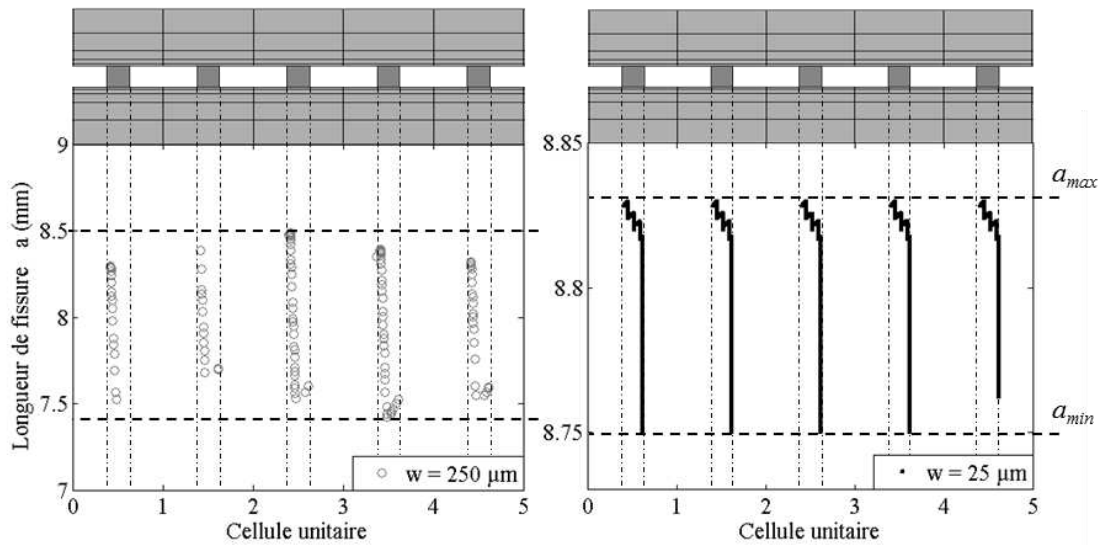 9
8.5
8
7.5
7
Longueur de fissure a (mm)
0 1 2 3 4 5
Cellule unitaire
w = 250 µm
8.85
8.8
8.75
0 1 2 3 4 5
Cellule unitaire
w = 25 µm
a_max
a_min